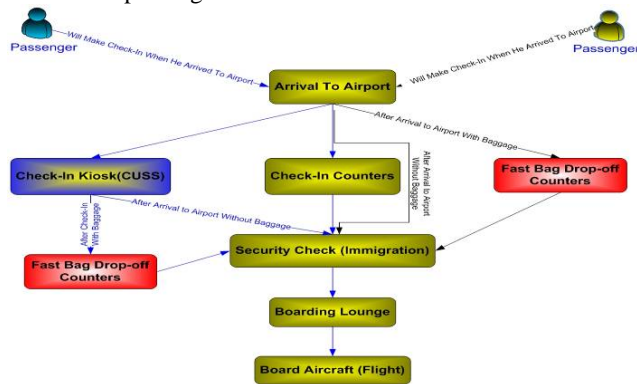 Passenger
Passenger
Will Make Check-In When He Arrived To Airport
Will Make Check-In When He Arrived To Airport
Arrival To Airport
After Arrival to Airport With Baggage
After Arrival to Airport
Without Baggage
Check-In Kiosk(CUSS)
Check-In Counters
Fast Bag Drop-off
Counters
After Check-In
With Baggage
After Arrival to Airport Without Baggage
Security Check (Immigration)
Fast Bag Drop-off
Counters
Boarding Lounge
Board Aircraft (Flight)